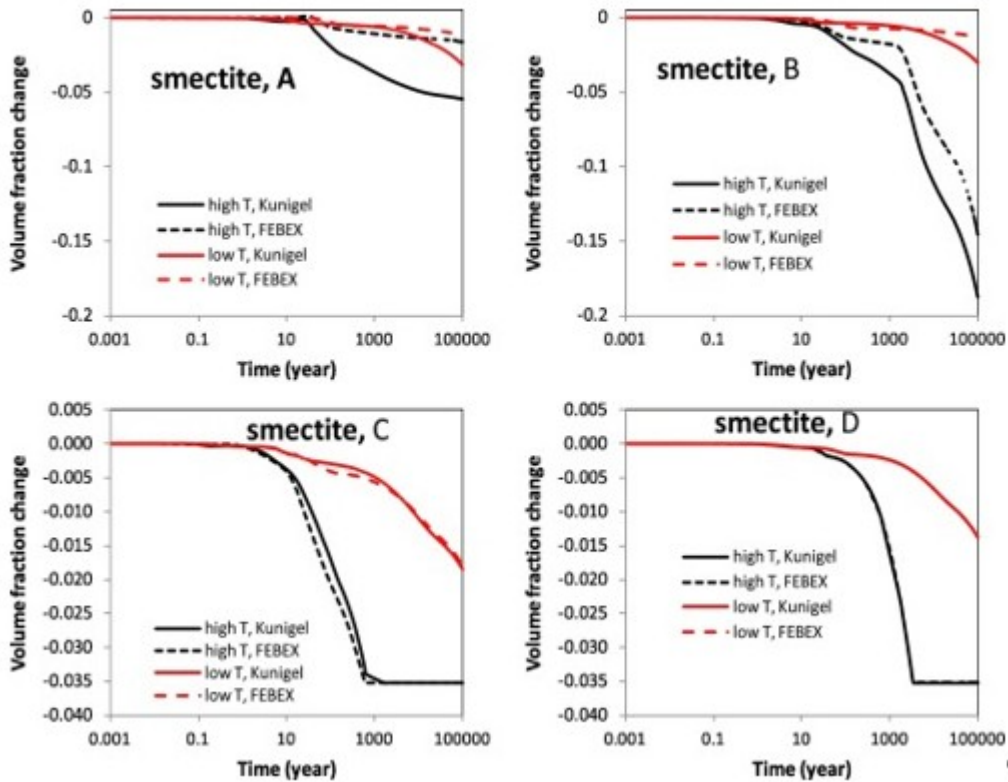 smectite, A
Volume fraction change
0
-0.05
-0.1
-0.15
-0.2
high T, Kunigel
high T, FEBEX
low T, Kunigel
low T, FEBEX
0.001 0.1 10 1000 100000
Time (year)
smectite, B
Volume fraction change
0
-0.05
-0.1
-0.15
-0.2
high T, Kunigel
high T, FEBEX
low T, Kunigel
low T, FEBEX
0.001 0.1 10 1000 100000
Time (year)
smectite, C
Volume fraction change
0.005
0.000
-0.005
-0.010
-0.015
-0.020
-0.025
-0.030
-0.035
-0.040
high T, Kunigel
high T, FEBEX
low T, Kunigel
low T, FEBEX
0.001 0.1 10 1000 100000
Time (year)
smectite, D
Volume fraction change
0.005
0.000
-0.005
-0.010
-0.015
-0.020
-0.025
-0.030
-0.035
-0.040
high T, Kunigel
high T, FEBEX
low T, Kunigel
low T, FEBEX
0.001 0.1 10 1000 100000
Time (year)